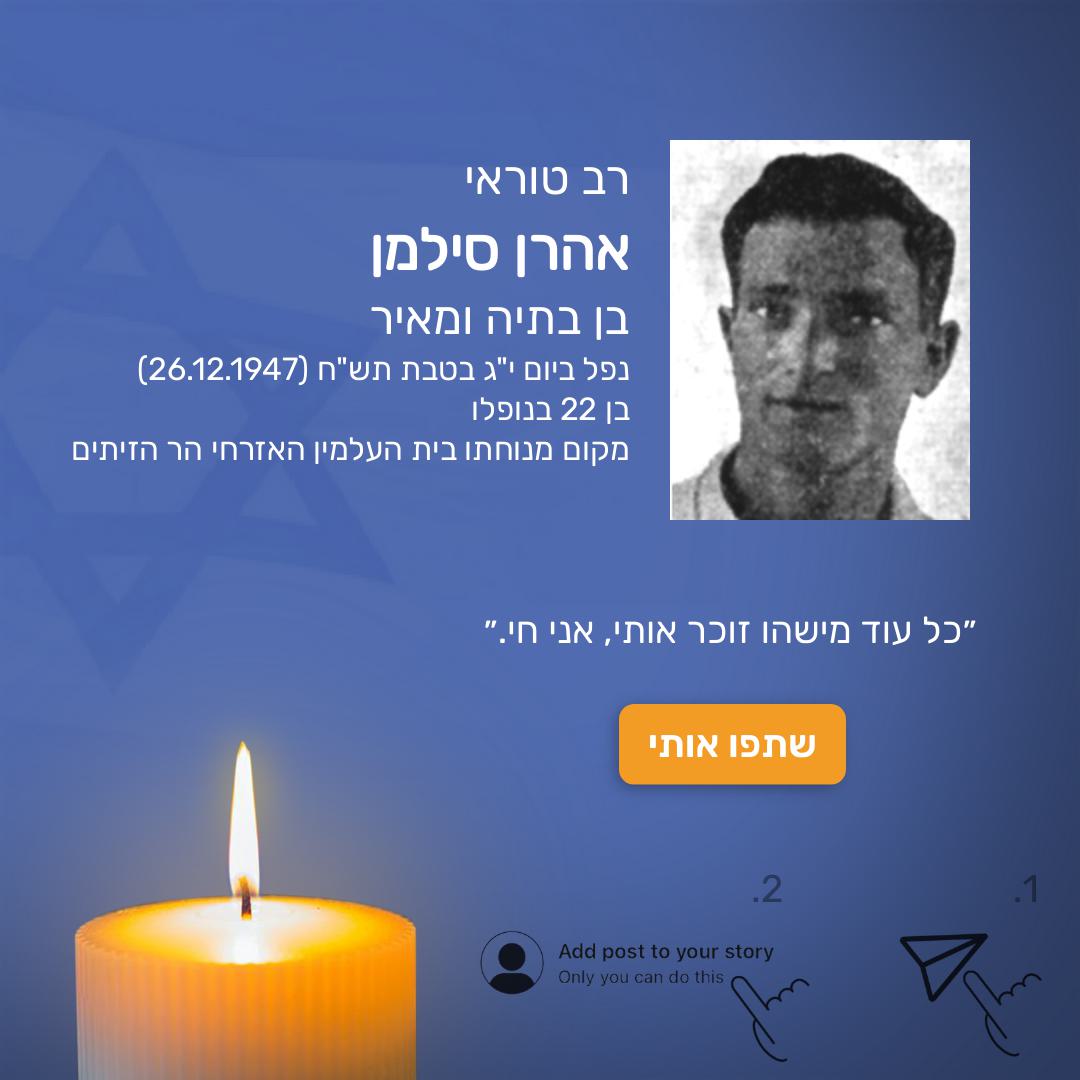 רב טוראי
אהרן סילמן
בן בתיה ומאיר
נפל ביום י"ג בטבת תש"ח (26.12.1947)
בן 22 בנופלו
מקום מנוחתו בית העלמין האזרחי הר הזיתים
״כל עוד מישהו זוכר אותי, אני חי.״
שתפו אותי
.1
.2
Add post to your story
Only you can do this